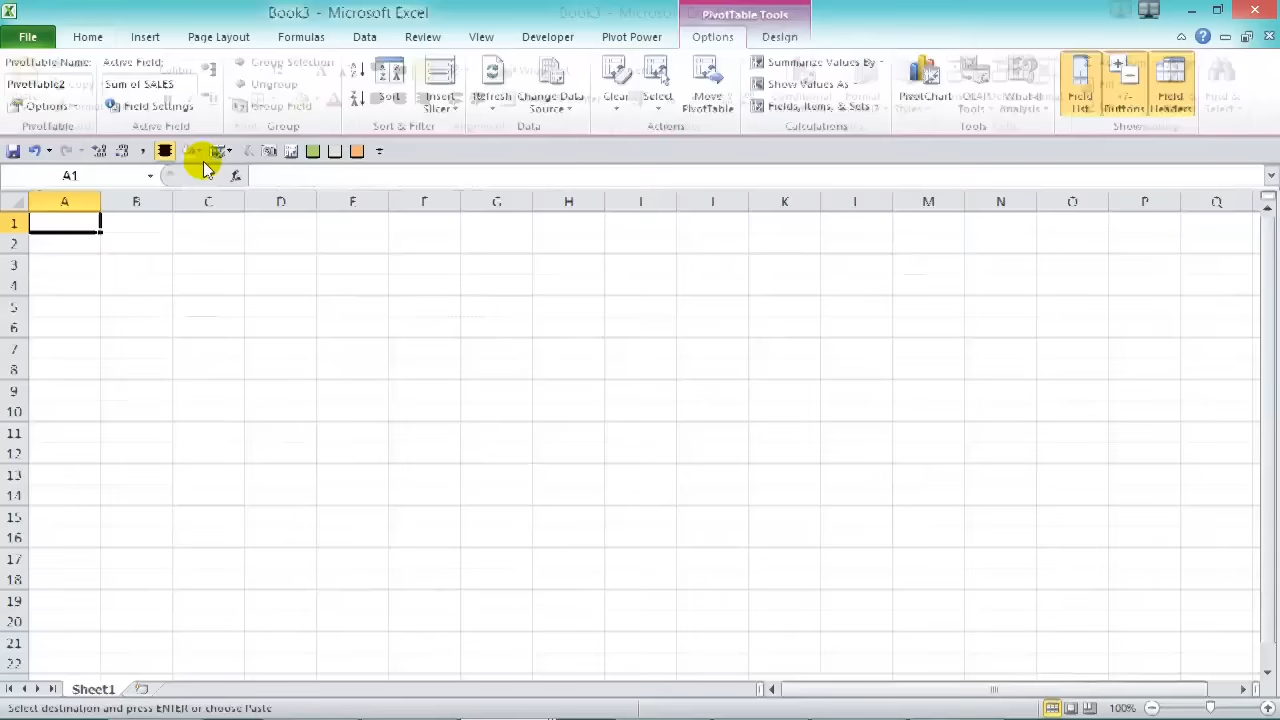 Book3 - Microsoft Excel
PivotTable Tools
File Home Insert Page Layout Formulas Data Review View Developer Pivot Power Options Design
PivotTable Name: Active Field: Group Selection Summarize Values By
PivotTable2 Sum of SALES Ungroup Show Values As
Options Field Settings Group Field Fields, Items, & Sets
Sort Insert Slicer Refresh Change Data Source Clear Select Move PivotTable PivotChart OLAP Tools What-If Analysis Field List +/- Buttons Field Headers
PivotTable Active Field Group Sort & Filter Data Actions Calculations Tools Show
A1
A B C D E F G H I J K L M N O P Q
1
2
3
4
5
6
7
8
9
10
11
12
13
14
15
16
17
18
19
20
21
22
Sheet1
Select destination and press ENTER or choose Paste 100%